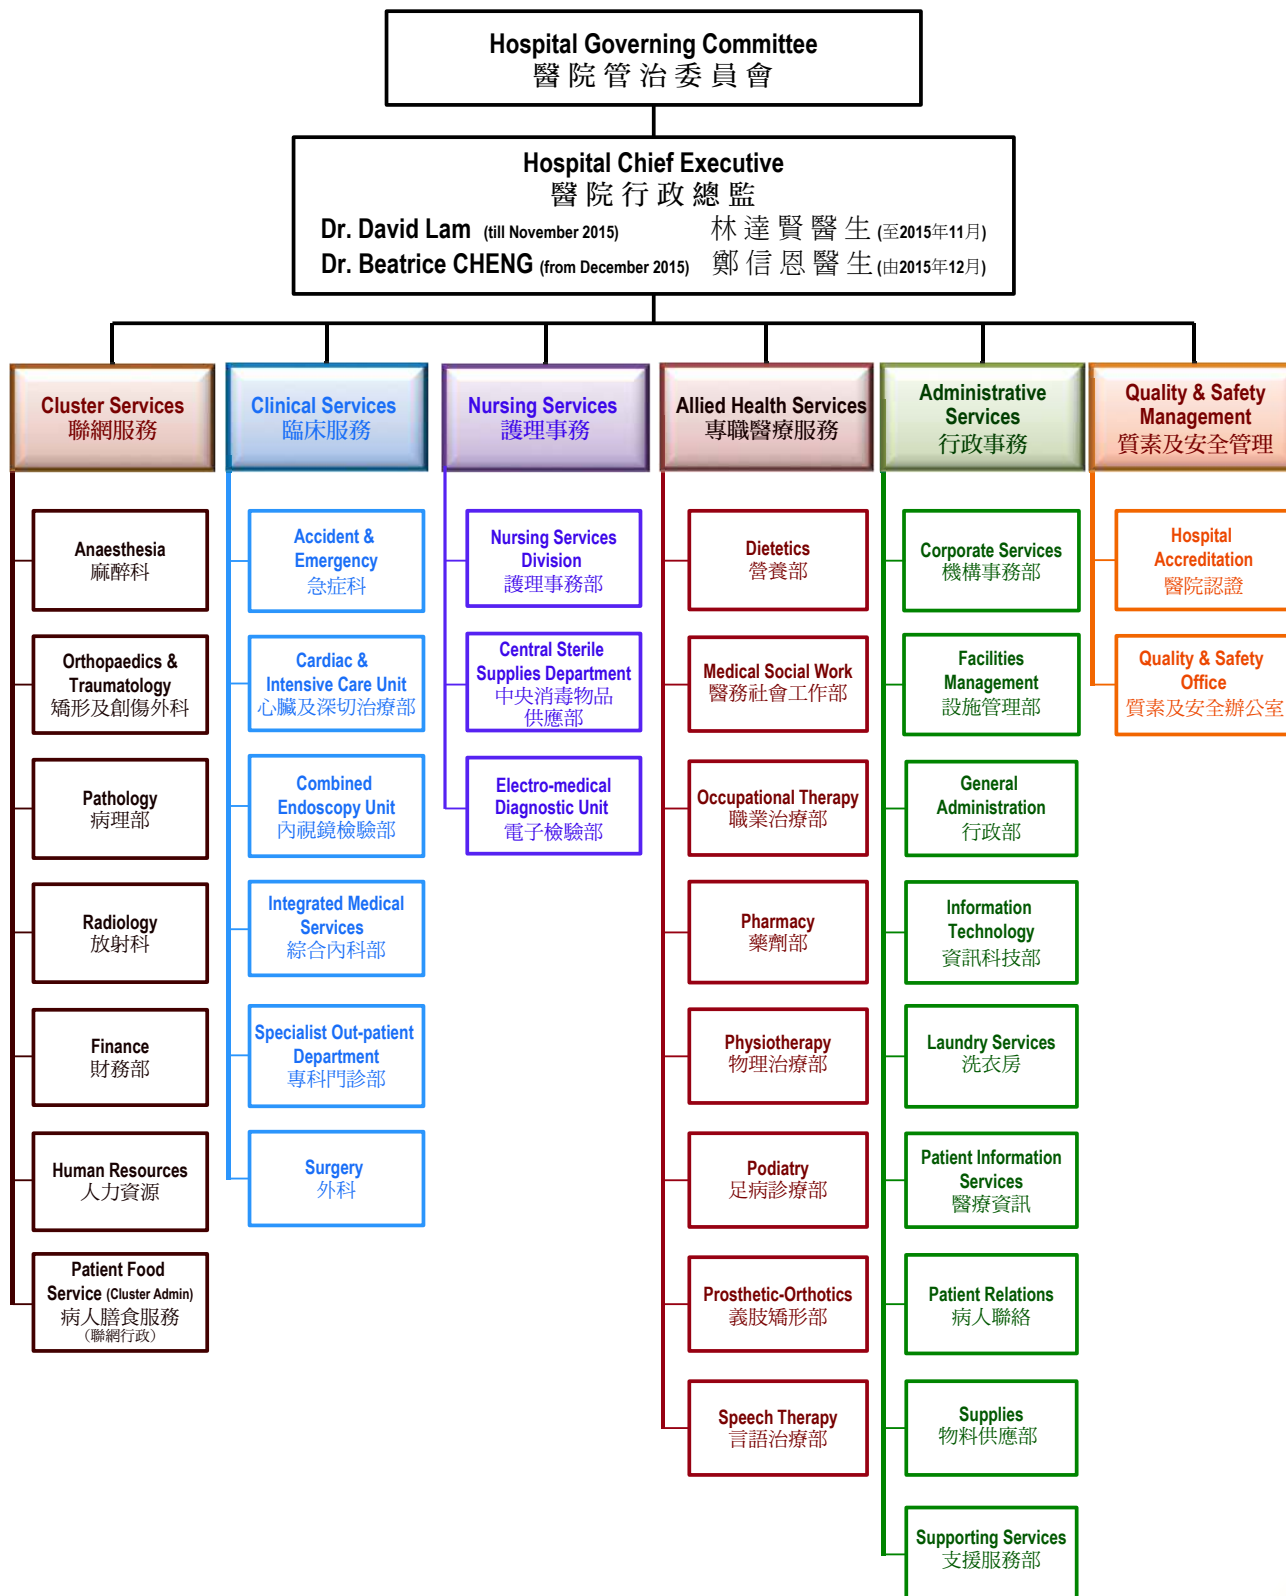 Hospital Governing Committee
醫院管治委員會
Hospital Chief Executive
醫院行政總監
Dr. David Lam (till November 2015) 林達賢醫生 (至2015年11月)
Dr. Beatrice CHENG (from December 2015) 鄭信恩醫生 (由2015年12月)
Cluster Services
聯網服務
Anaesthesia
麻醉科
Orthopaedics &
Traumatology
矯形及創傷外科
Pathology
病理部
Radiology
放射科
Finance
財務部
Human Resources
人力資源
Patient Food
Service (Cluster Admin)
病人膳食服務
(聯網行政)
Clinical Services
臨床服務
Accident &
Emergency
急症科
Cardiac &
Intensive Care Unit
心臟及深切治療部
Combined
Endoscopy Unit
內視鏡檢驗部
Integrated Medical
Services
綜合內科部
Specialist Out-patient
Department
專科門診部
Surgery
外科
Nursing Services
護理事務
Nursing Services
Division
護理事務部
Central Sterile
Supplies Department
中央消毒物品
供應部
Electro-medical
Diagnostic Unit
電子檢驗部
Allied Health Services
專職醫療服務
Dietetics
營養部
Medical Social Work
醫務社會工作部
Occupational Therapy
職業治療部
Pharmacy
藥劑部
Physiotherapy
物理治療部
Podiatry
足病診療部
Prosthetic-Orthotics
義肢矯形部
Speech Therapy
言語治療部
Administrative
Services
行政事務
Corporate Services
機構事務部
Facilities
Management
設施管理部
General
Administration
行政部
Information
Technology
資訊科技部
Laundry Services
洗衣房
Patient Information
Services
醫療資訊
Patient Relations
病人聯絡
Supplies
物料供應部
Supporting Services
支援服務部
Quality & Safety
Management
質素及安全管理
Hospital
Accreditation
醫院認證
Quality & Safety
Office
質素及安全辦公室